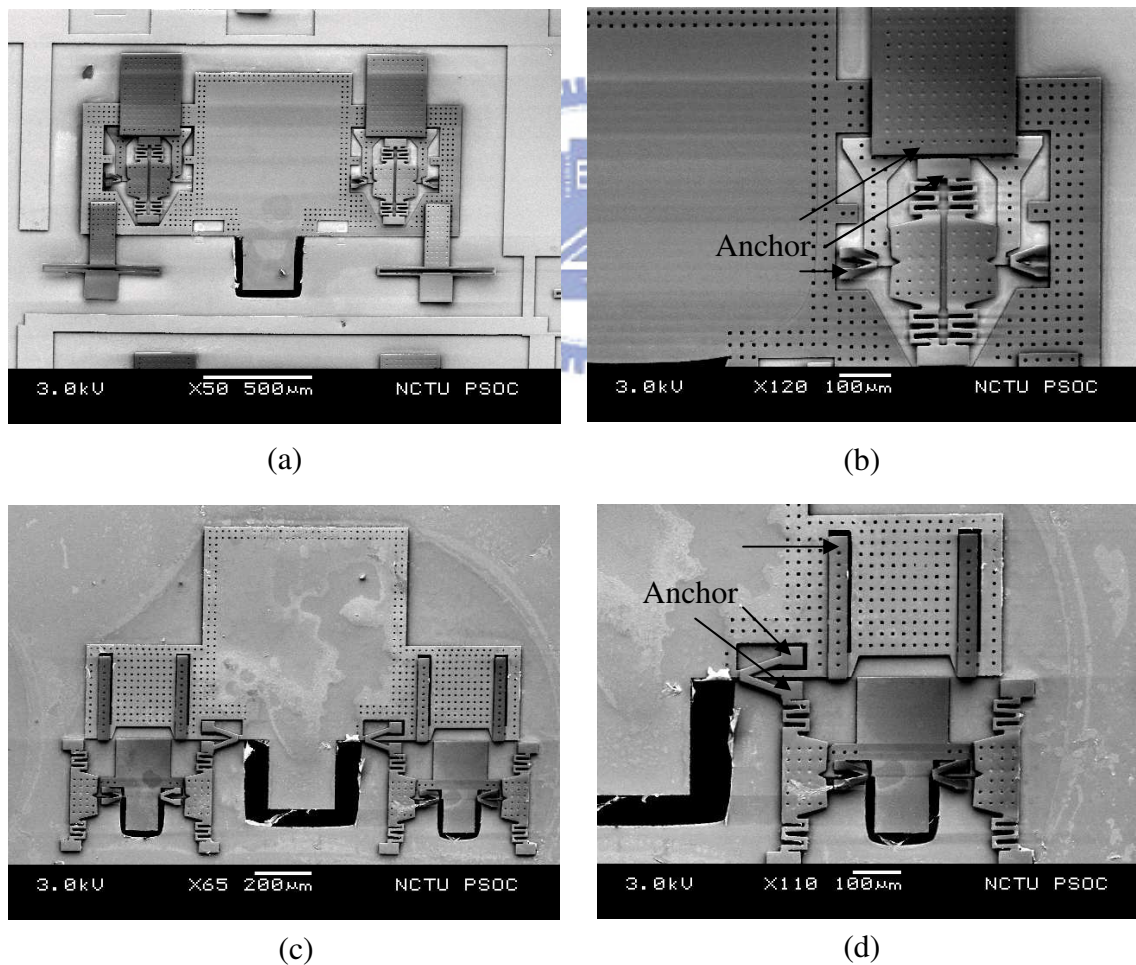 Anchor
3.0kV X50 500μm NCTU PSOC
3.0kV X120 100μm NCTU PSOC
(a)
(b)
Anchor
3.0kV X65 200μm NCTU PSOC
3.0kV X110 100μm NCTU PSOC
(c)
(d)